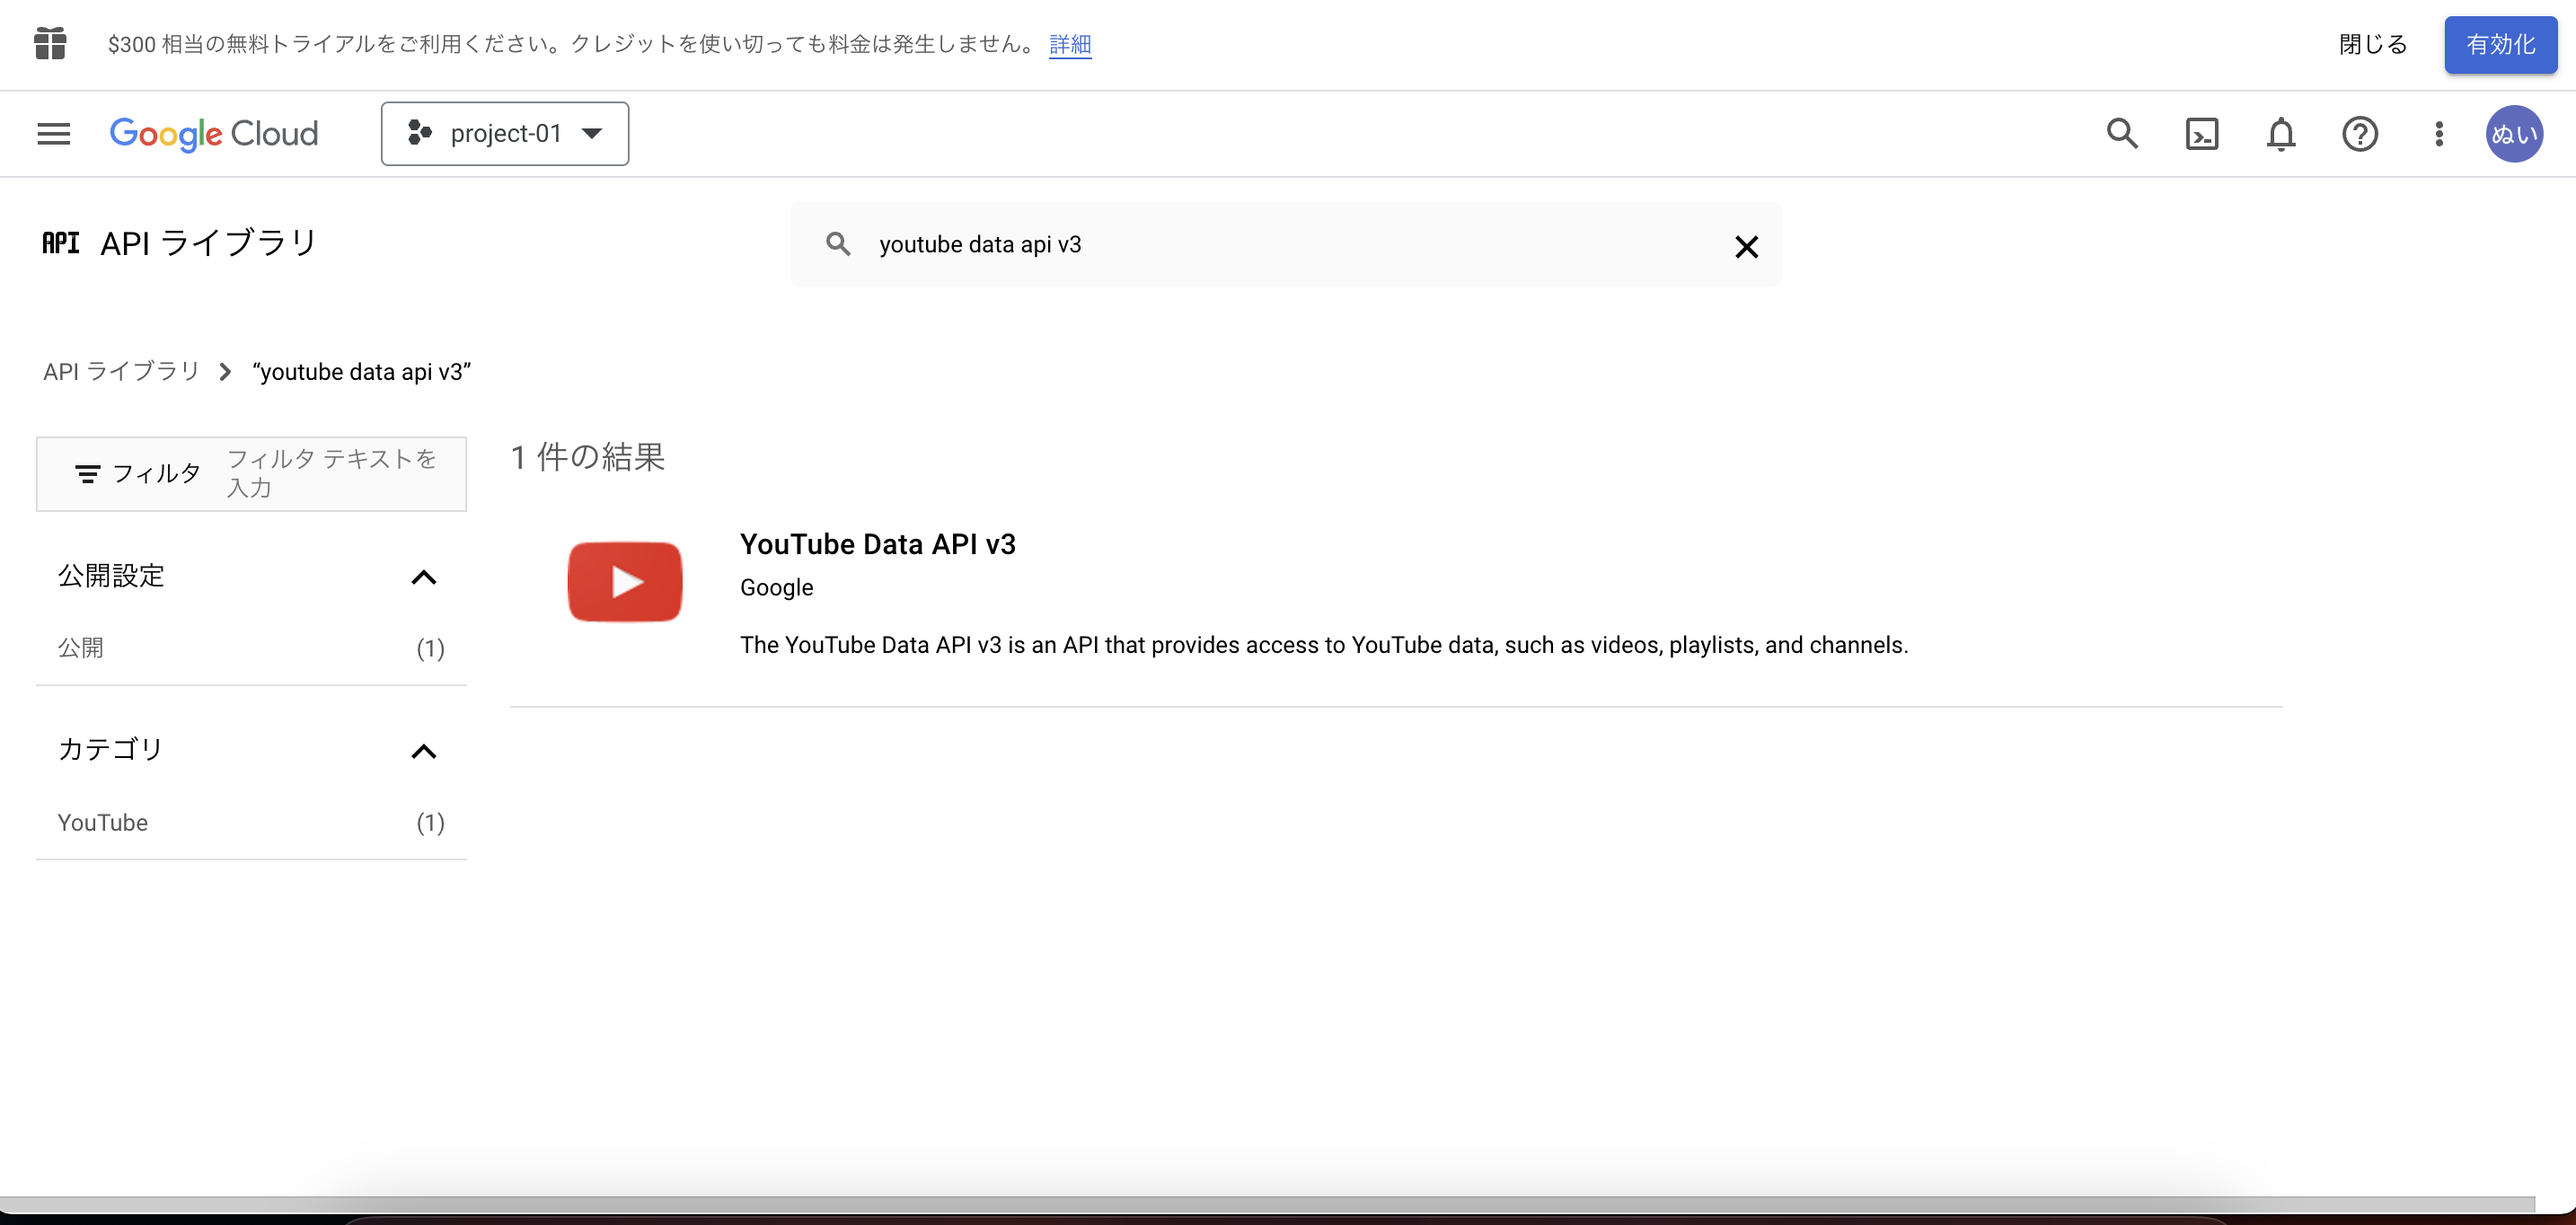 $300 相当の無料トライアルをご利用ください。クレジットを使い切っても料金は発生しません。 詳細
閉じる
有効化
Google Cloud
project-01
ぬい
API API ライブラリ
youtube data api v3
API ライブラリ
“youtube data api v3”
フィルタ
フィルタ テキストを
入力
公開設定
公開 (1)
カテゴリ
YouTube (1)
1 件の結果
YouTube Data API v3
Google
The YouTube Data API v3 is an API that provides access to YouTube data, such as videos, playlists, and channels.